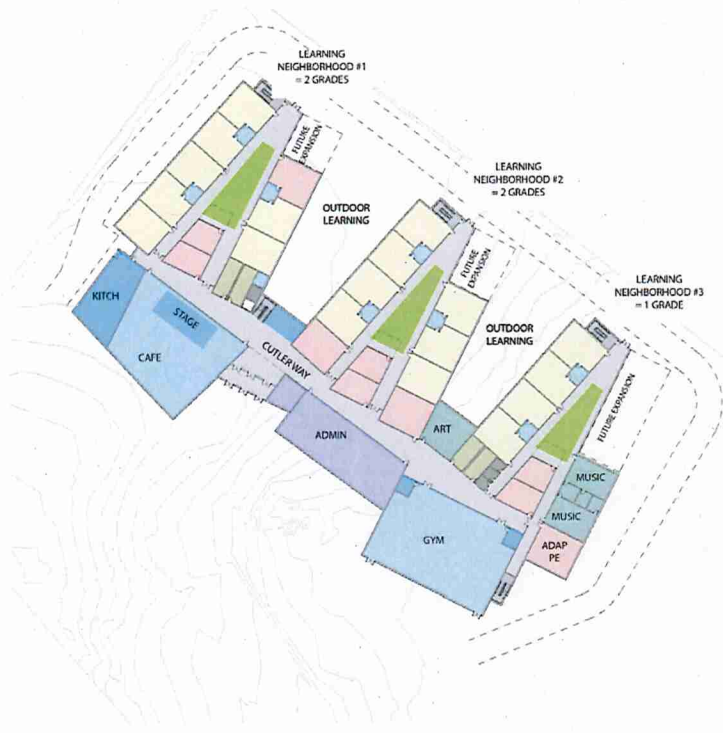 LEARNING
NEIGHBORHOOD #1
= 2 GRADES
FUTURE
EXPANSION
LEARNING
NEIGHBORHOOD #2
= 2 GRADES
OUTDOOR
LEARNING
FUTURE
EXPANSION
LEARNING
NEIGHBORHOOD #3
= 1 GRADE
KITCH
STAGE
CAFE
CUTLER WAY
OUTDOOR
LEARNING
FUTURE EXPANSION
ADMIN
ART
MUSIC
MUSIC
GYM
ADAP
PE